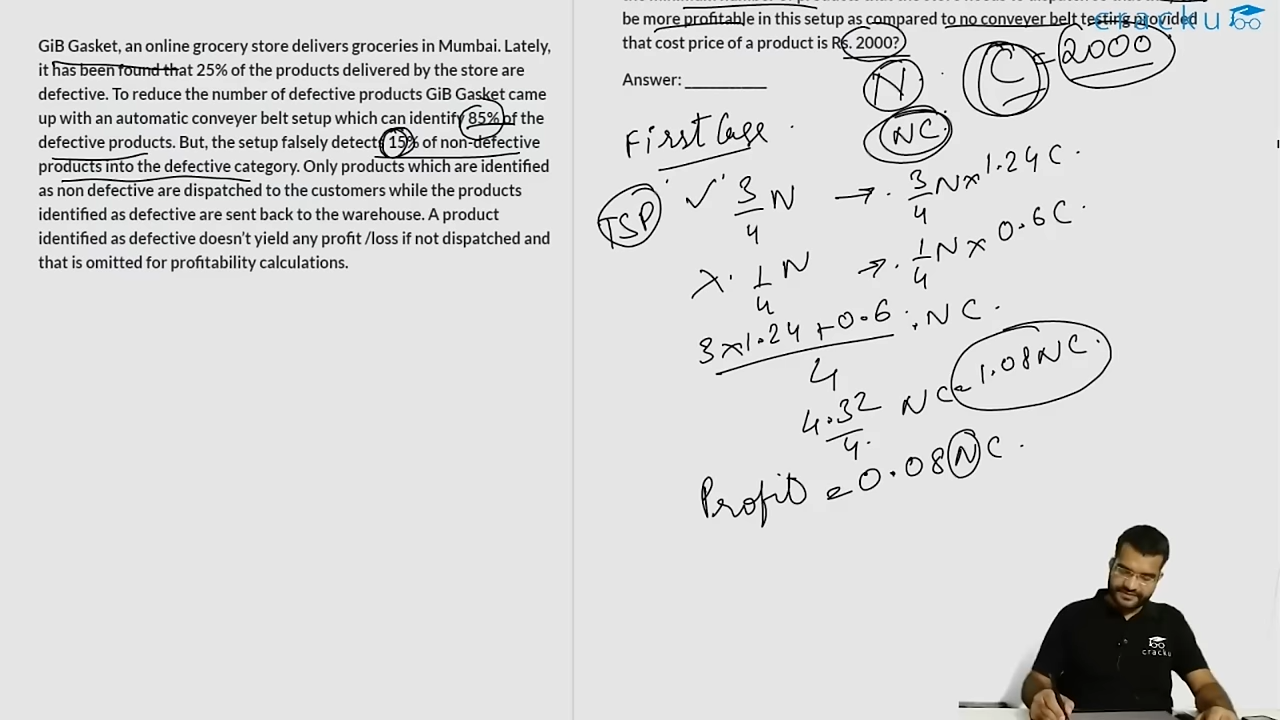 GiB Gasket, an online grocery store delivers groceries in Mumbai. Lately,
it has been found that 25% of the products delivered by the store are
defective. To reduce the number of defective products GiB Gasket came
up with an automatic conveyer belt setup which can identify 85% of the
defective products. But, the setup falsely detects 15% of non-defective
products into the defective category. Only products which are identified
as non defective are dispatched to the customers while the products
identified as defective are sent back to the warehouse. A product
identified as defective doesn't yield any profit /loss if not dispatched and
that is omitted for profitability calculations.
be more profitable in this setup as compared to no conveyer belt testing provided
that cost price of a product is Rs. 2000?
cracku
Answer: ___________
N C = 2000
NC
First Case
TSP ✓ 3/4 N → 3/4 N × 1.24 C
× 1/4 N → 1/4 N × 0.6 C
3×1.24 + 0.6 / 4 NC
4.32/4 NC = 1.08 NC
Profit = 0.08 N C
cracku